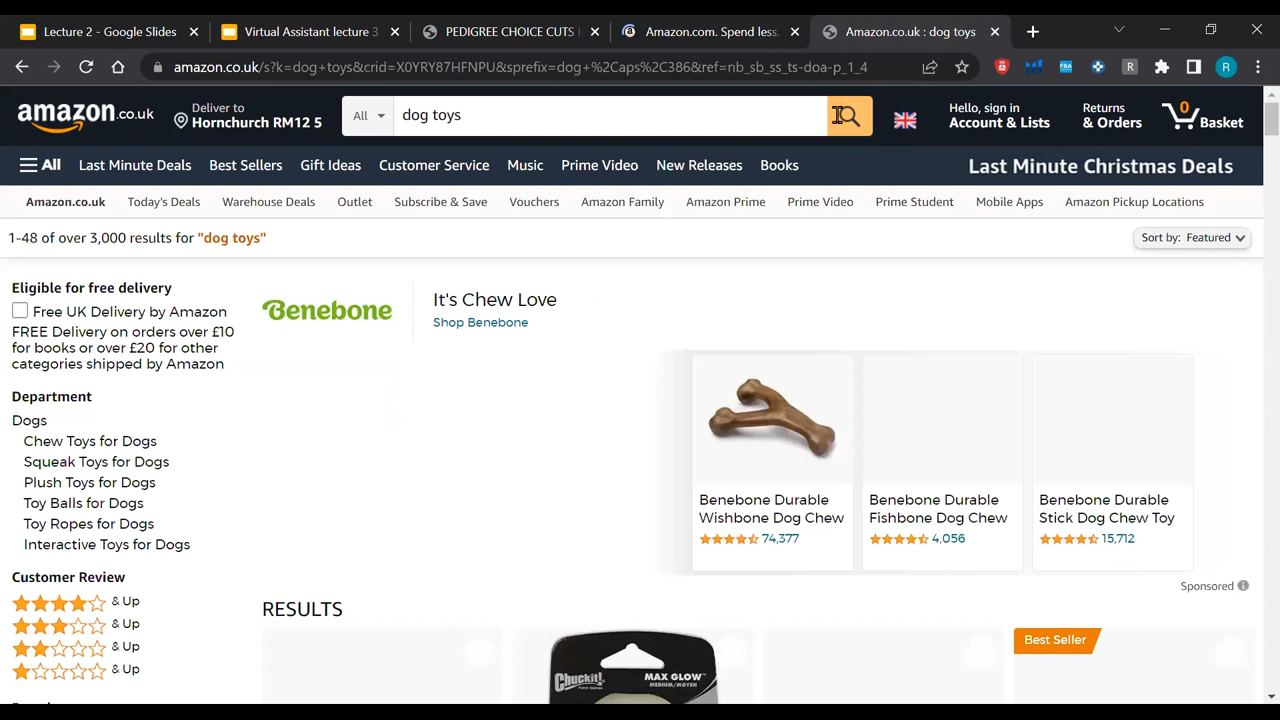 Lecture 2 - Google Slides
Virtual Assistant lecture 3
PEDIGREE CHOICE CUTS
Amazon.com. Spend less.
Amazon.co.uk : dog toys
amazon.co.uk/s?k=dog+toys&crid=X0YRY87HFNPU&sprefix=dog+%2Caps%2C386&ref=nb_sb_ss_ts-doa-p_1_4
FBA
R
R
amazon.co.uk
Deliver to
Hornchurch RM12 5
All
dog toys
Hello, sign in
Account & Lists
Returns
& Orders
0
Basket
All
Last Minute Deals
Best Sellers
Gift Ideas
Customer Service
Music
Prime Video
New Releases
Books
Last Minute Christmas Deals
Amazon.co.uk
Today's Deals
Warehouse Deals
Outlet
Subscribe & Save
Vouchers
Amazon Family
Amazon Prime
Prime Video
Prime Student
Mobile Apps
Amazon Pickup Locations
1-48 of over 3,000 results for "dog toys"
Sort by: Featured
Eligible for free delivery
Free UK Delivery by Amazon
FREE Delivery on orders over £10
for books or over £20 for other
categories shipped by Amazon
Department
Dogs
Chew Toys for Dogs
Squeak Toys for Dogs
Plush Toys for Dogs
Toy Balls for Dogs
Toy Ropes for Dogs
Interactive Toys for Dogs
Customer Review
& Up
& Up
& Up
& Up
Benebone
It's Chew Love
Shop Benebone
Benebone Durable
Wishbone Dog Chew
74,377
Benebone Durable
Fishbone Dog Chew
4,056
Benebone Durable
Stick Dog Chew Toy
15,712
Sponsored
RESULTS
Chuckit!
MAX GLOW
MEDIUM/MOYEN
Best Seller